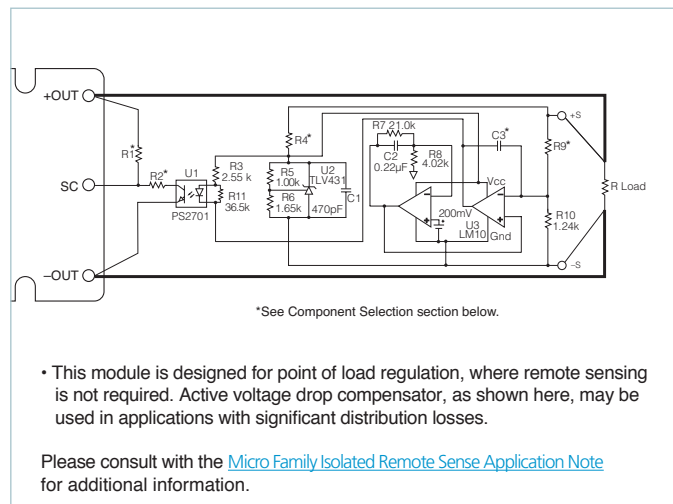 +OUT
SC
–OUT
R1*
R2*
U1
PS2701
R3
2.55 k
R11
36.5k
R4*
R5
1.00k
R6
1.65k
U2
TLV431
470pF
C1
R7 21.0k
C2
0.22µF
R8
4.02k
C3*
Vcc
200mV
U3
LM10
Gnd
R9*
R10
1.24k
+S
–S
R Load
*See Component Selection section below.
• This module is designed for point of load regulation, where remote sensing
is not required. Active voltage drop compensator, as shown here, may be
used in applications with significant distribution losses.
Please consult with the Micro Family Isolated Remote Sense Application Note
for additional information.